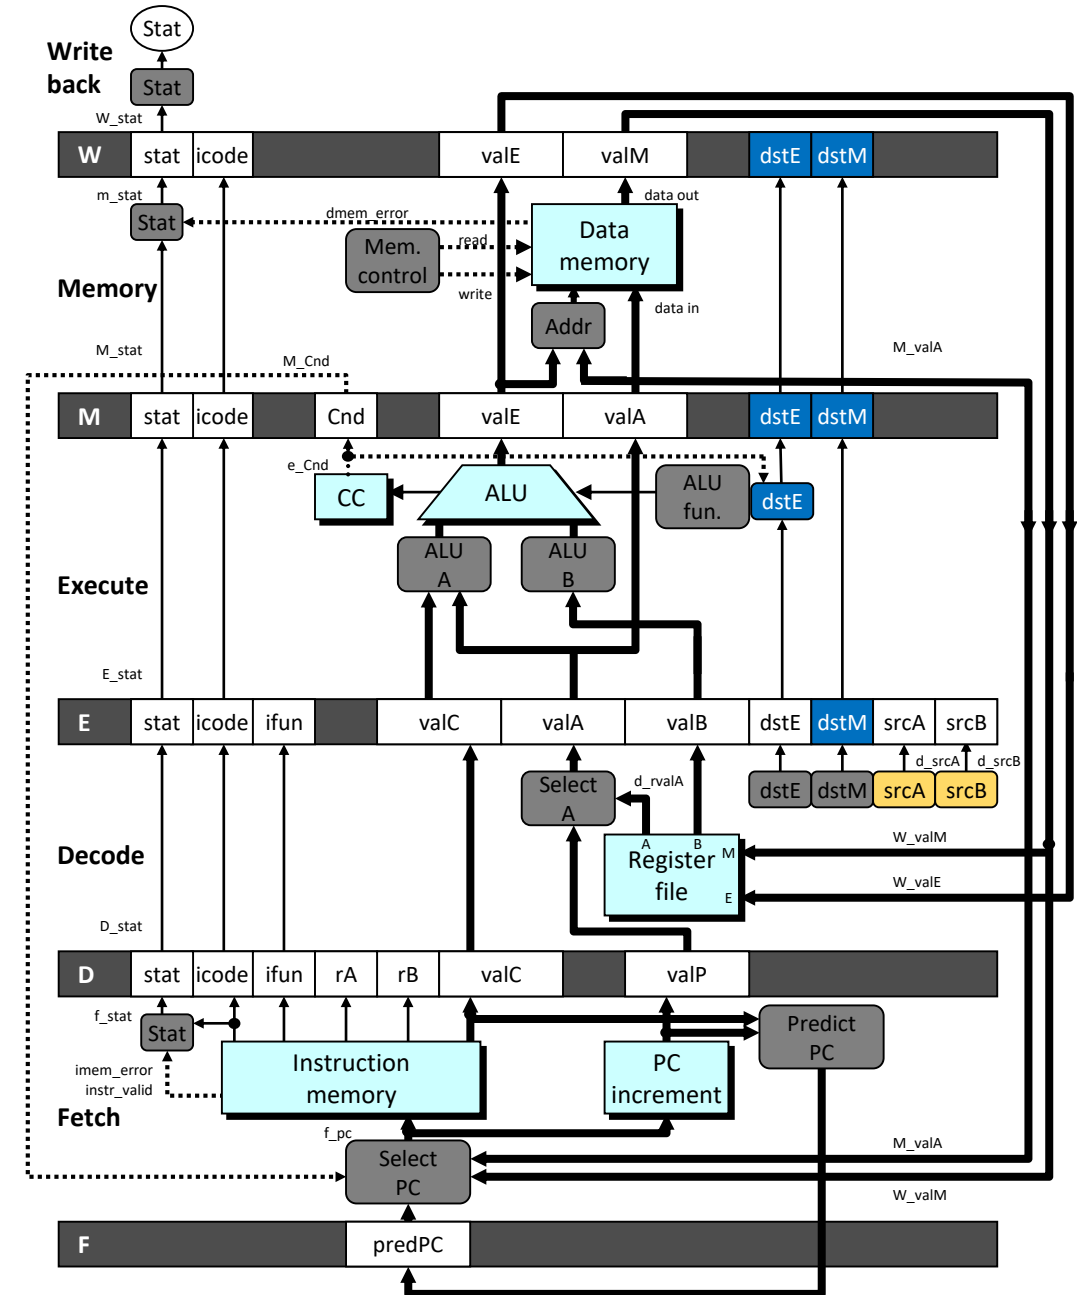 Stat
Write
back
Stat
W_stat
W stat icode valE valM dstE dstM
m_stat
data out
Stat
dmem_error
Data
memory
Mem.
control
read
write
Memory
data in
Addr
M_stat
M_Cnd
M_valA
M stat icode Cnd valE valA dstE dstM
e_Cnd
CC
ALU
ALU
fun.
dstE
ALU
A
ALU
B
Execute
E_stat
E stat icode ifun valC valA valB dstE dstM srcA srcB
d_srcA d_srcB
Select
A
d_rvalA
dstE dstM srcA srcB
Decode
A B
Register
file
M
E
W_valM
W_valE
D_stat
D stat icode ifun rA rB valC valP
f_stat
Stat
Predict
PC
Instruction
memory
PC
increment
imem_error
instr_valid
Fetch
f_pc
Select
PC
M_valA
W_valM
F predPC